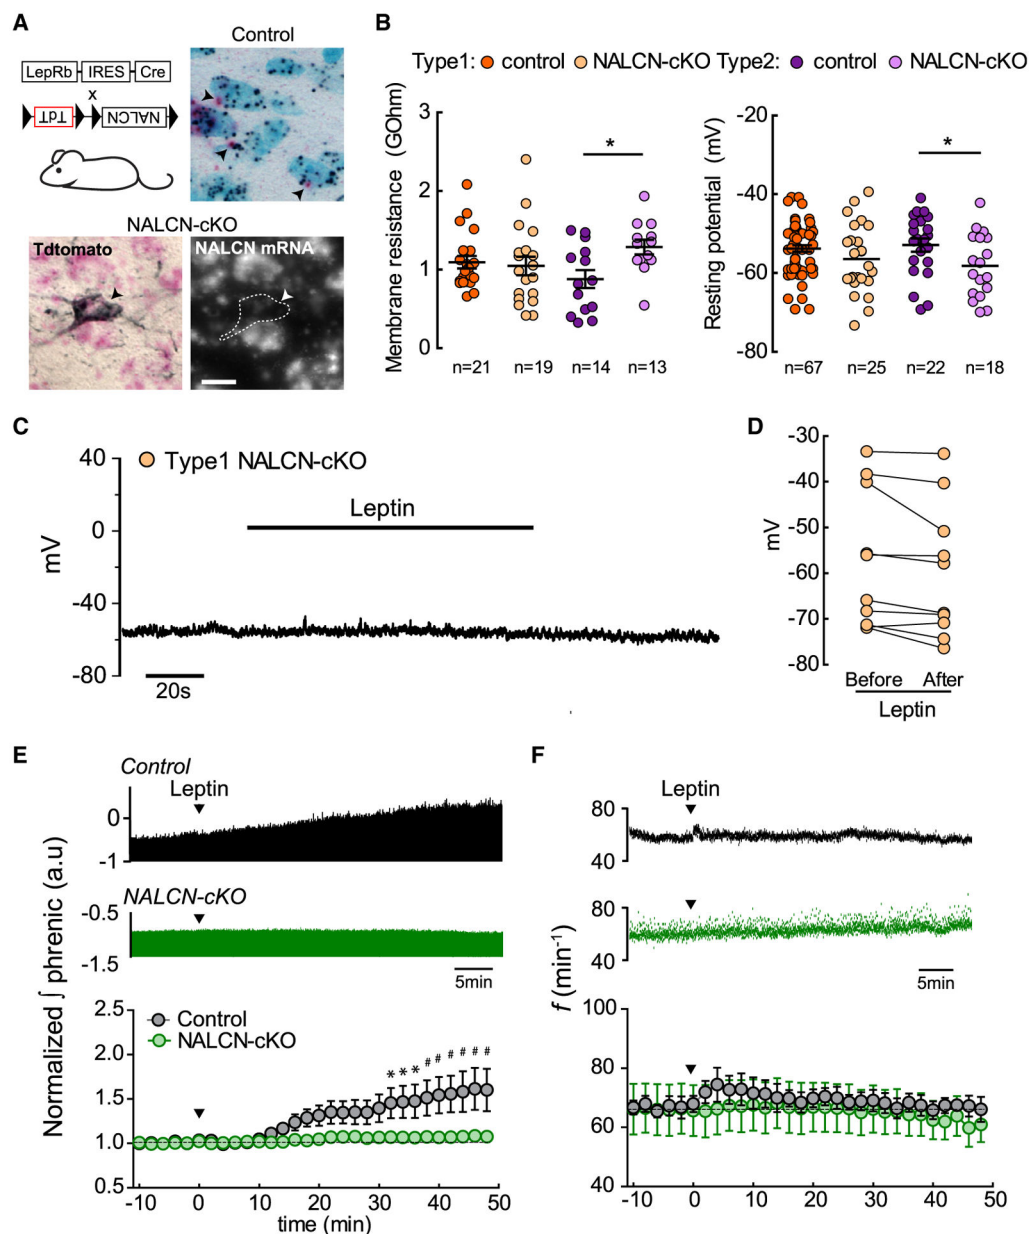 A
Control
LepRb IRES Cre
x
TdT NALCN
NALCN-cKO
Tdtomato
NALCN mRNA
B
Type1: control NALCN-cKO Type2: control NALCN-cKO
Membrane resistance (GOhm)
3
2
1
0
*
n=21 n=19 n=14 n=13
Resting potential (mV)
-20
-40
-60
-80
*
n=67 n=25 n=22 n=18
C
Type1 NALCN-cKO
mV
40
0
-40
-80
Leptin
20s
D
mV
-30
-40
-50
-60
-70
-80
Before After
Leptin
E
Control
Leptin
0
-1
NALCN-cKO
-0.5
-1.5
5min
Normalized ∫ phrenic (a.u)
2.5
2.0
1.5
1.0
0.5
Control
NALCN-cKO
* * * # # # # # #
-10 0 10 20 30 40 50
time (min)
F
Leptin
80
40
80
40
5min
f (min-1)
100
80
60
40
-10 0 10 20 30 40 50